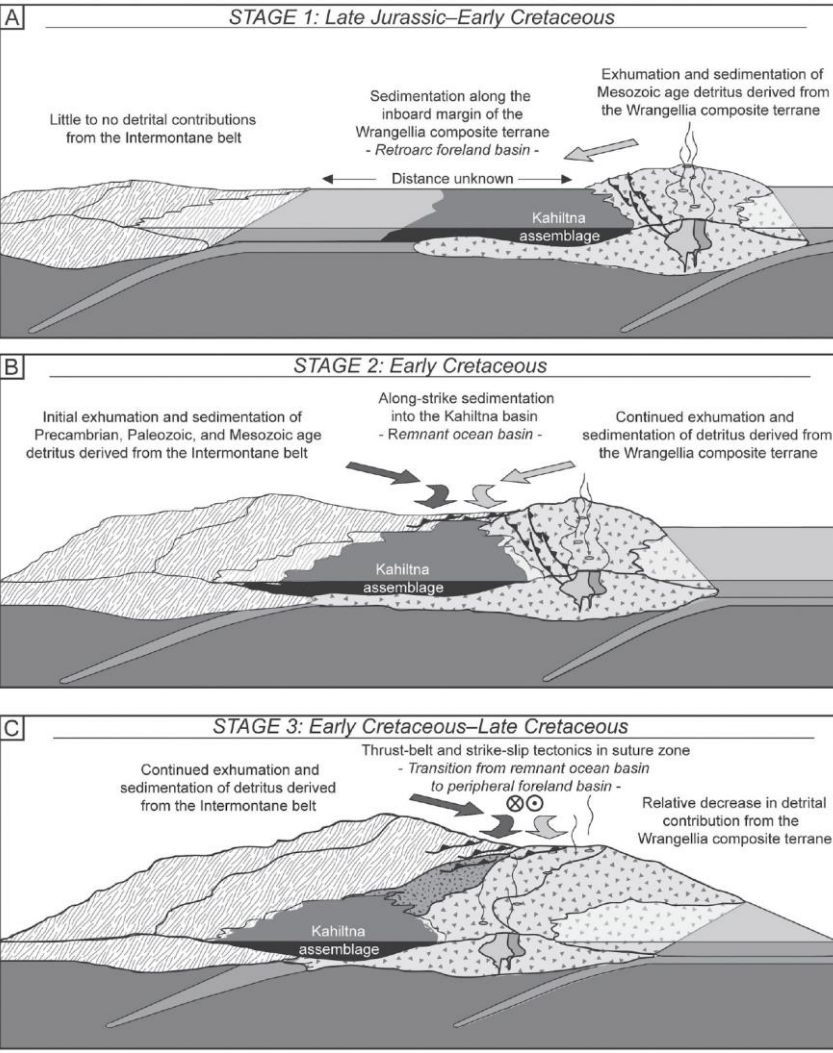 A
STAGE 1: Late Jurassic–Early Cretaceous
Little to no detrital contributions
from the Intermontane belt
Sedimentation along the
inboard margin of the
Wrangellia composite terrane
- Retroarc foreland basin -
Exhumation and sedimentation of
Mesozoic age detritus derived from
the Wrangellia composite terrane
Distance unknown
Kahiltna
assemblage
B
STAGE 2: Early Cretaceous
Initial exhumation and sedimentation of
Precambrian, Paleozoic, and Mesozoic age
detritus derived from the Intermontane belt
Along-strike sedimentation
into the Kahiltna basin
- Remnant ocean basin -
Continued exhumation and
sedimentation of detritus derived from
the Wrangellia composite terrane
Kahiltna
assemblage
C
STAGE 3: Early Cretaceous–Late Cretaceous
Continued exhumation and
sedimentation of detritus derived
from the Intermontane belt
Thrust-belt and strike-slip tectonics in suture zone
- Transition from remnant ocean basin
to peripheral foreland basin -
Relative decrease in detrital
contribution from the
Wrangellia composite terrane
Kahiltna
assemblage